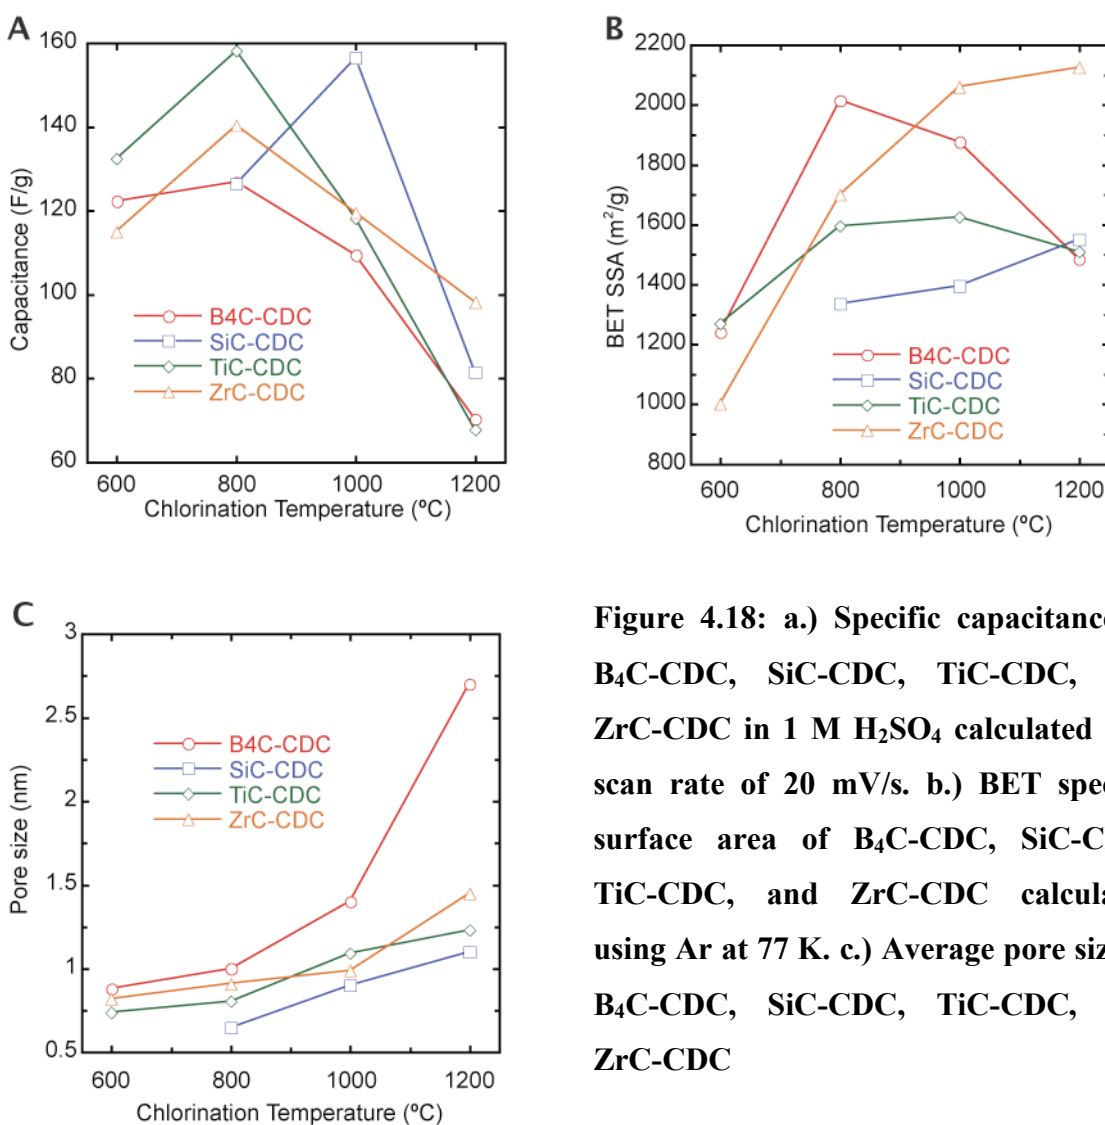 A
160
140
120
100
80
60
Capacitance (F/g)
B4C-CDC
SiC-CDC
TiC-CDC
ZrC-CDC
600 800 1000 1200
Chlorination Temperature (ºC)
B
2200
2000
1800
1600
1400
1200
1000
800
BET SSA (m²/g)
B4C-CDC
SiC-CDC
TiC-CDC
ZrC-CDC
600 800 1000 1200
Chlorination Temperature (ºC)
C
3
2.5
2
1.5
1
0.5
Pore size (nm)
B4C-CDC
SiC-CDC
TiC-CDC
ZrC-CDC
600 800 1000 1200
Chlorination Temperature (ºC)
Figure 4.18: a.) Specific capacitance
B₄C-CDC, SiC-CDC, TiC-CDC,
ZrC-CDC in 1 M H₂SO₄ calculated
scan rate of 20 mV/s. b.) BET spec
surface area of B₄C-CDC, SiC-C
TiC-CDC, and ZrC-CDC calcula
using Ar at 77 K. c.) Average pore siz
B₄C-CDC, SiC-CDC, TiC-CDC,
ZrC-CDC